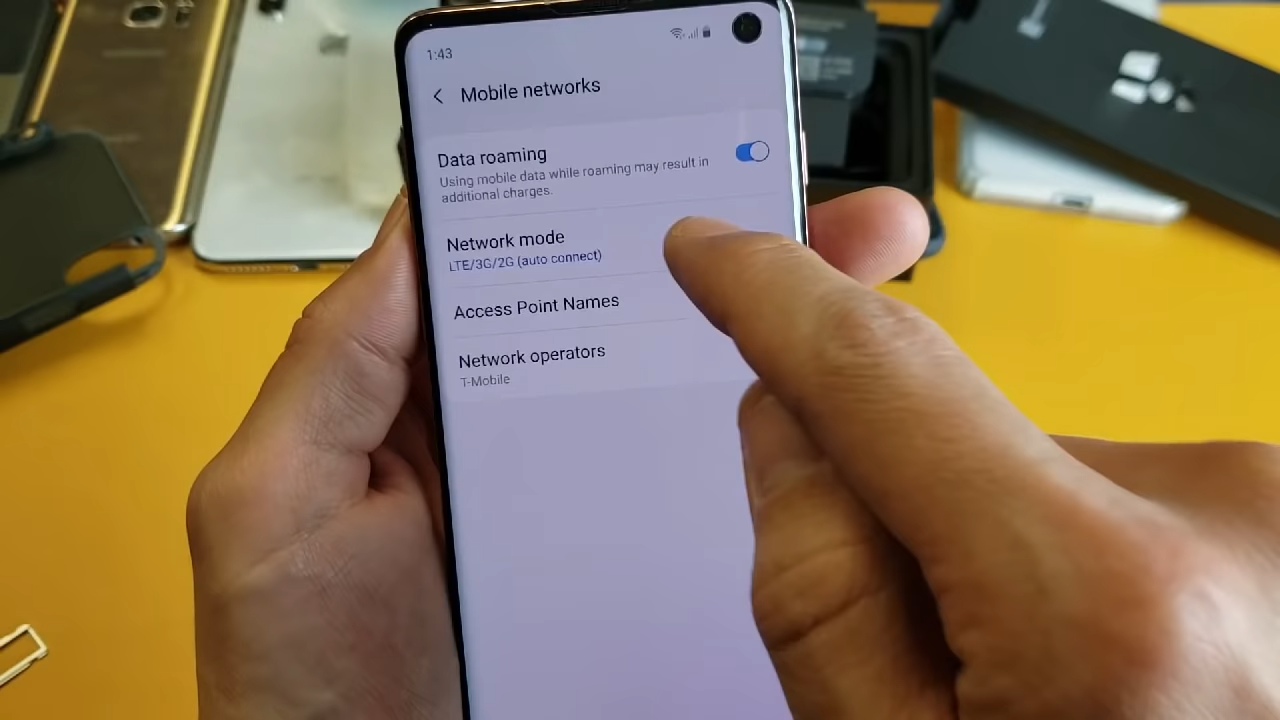 1:43
Mobile networks
Data roaming
Using mobile data while roaming may result in
additional charges.
Network mode
LTE/3G/2G (auto connect)
Access Point Names
Network operators
T-Mobile